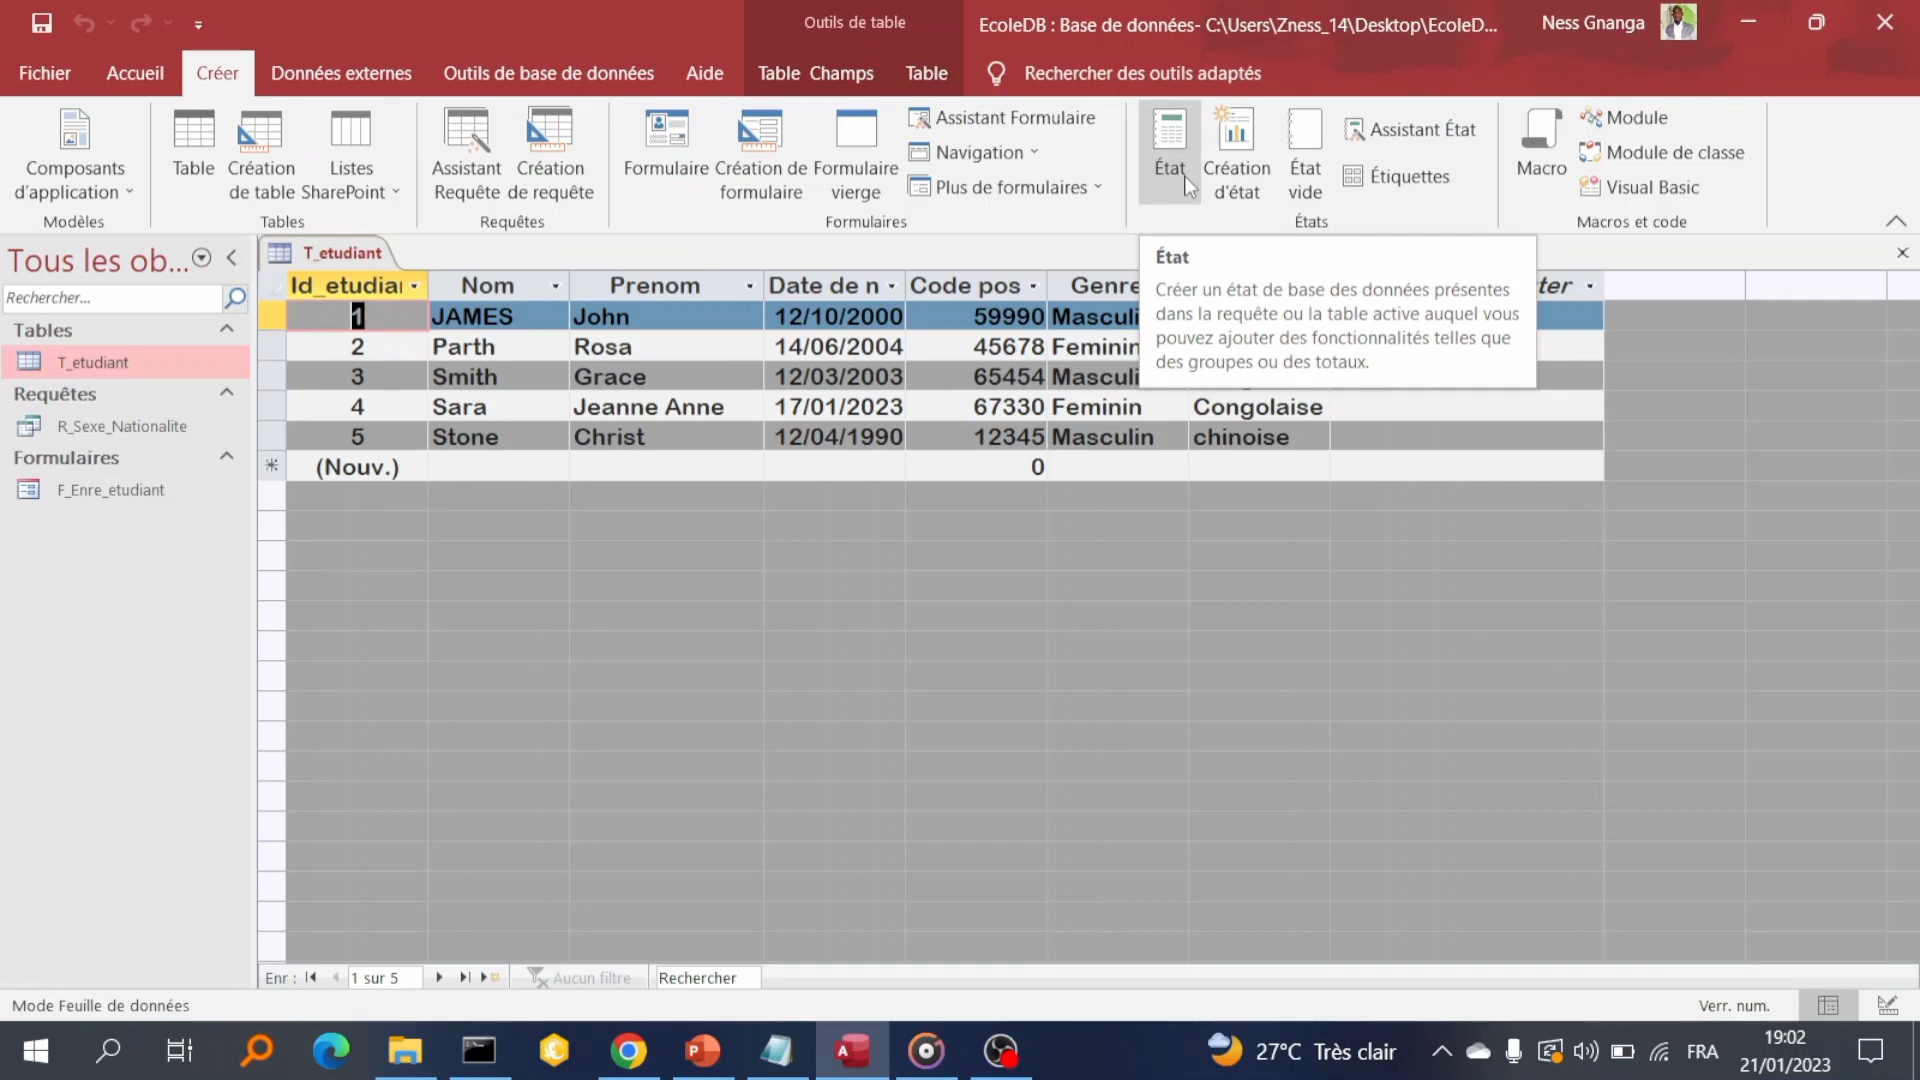 Outils de table
EcoleDB : Base de données- C:\Users\Zness_14\Desktop\EcoleD...
Ness Gnanga
Fichier
Accueil
Créer
Données externes
Outils de base de données
Aide
Table Champs
Table
Rechercher des outils adaptés
Composants
d'application
Modèles
Table
Création
de table
Listes
SharePoint
Tables
Assistant
Requête
Création
de requête
Requêtes
Formulaire
Création de
formulaire
Formulaire
vierge
Assistant Formulaire
Navigation
Plus de formulaires
Formulaires
État
Création
d'état
État
vide
Assistant État
Étiquettes
États
Macro
Module
Module de classe
Visual Basic
Macros et code
Tous les ob...
Rechercher...
Tables
T_etudiant
Requêtes
R_Sexe_Nationalite
Formulaires
F_Enre_etudiant
T_etudiant
Id_etudiar Nom Prenom Date de n Code pos Genre ter
1 JAMES John 12/10/2000 59990 Masculi
2 Parth Rosa 14/06/2004 45678 Feminin
3 Smith Grace 12/03/2003 65454 Masculi
4 Sara Jeanne Anne 17/01/2023 67330 Feminin Congolaise
5 Stone Christ 12/04/1990 12345 Masculin chinoise
(Nouv.) 0
État
Créer un état de base des données présentes
dans la requête ou la table active auquel vous
pouvez ajouter des fonctionnalités telles que
des groupes ou des totaux.
Enr : 1 sur 5 Aucun filtre Rechercher
Mode Feuille de données
Verr. num.
27°C Très clair
FRA
19:02
21/01/2023